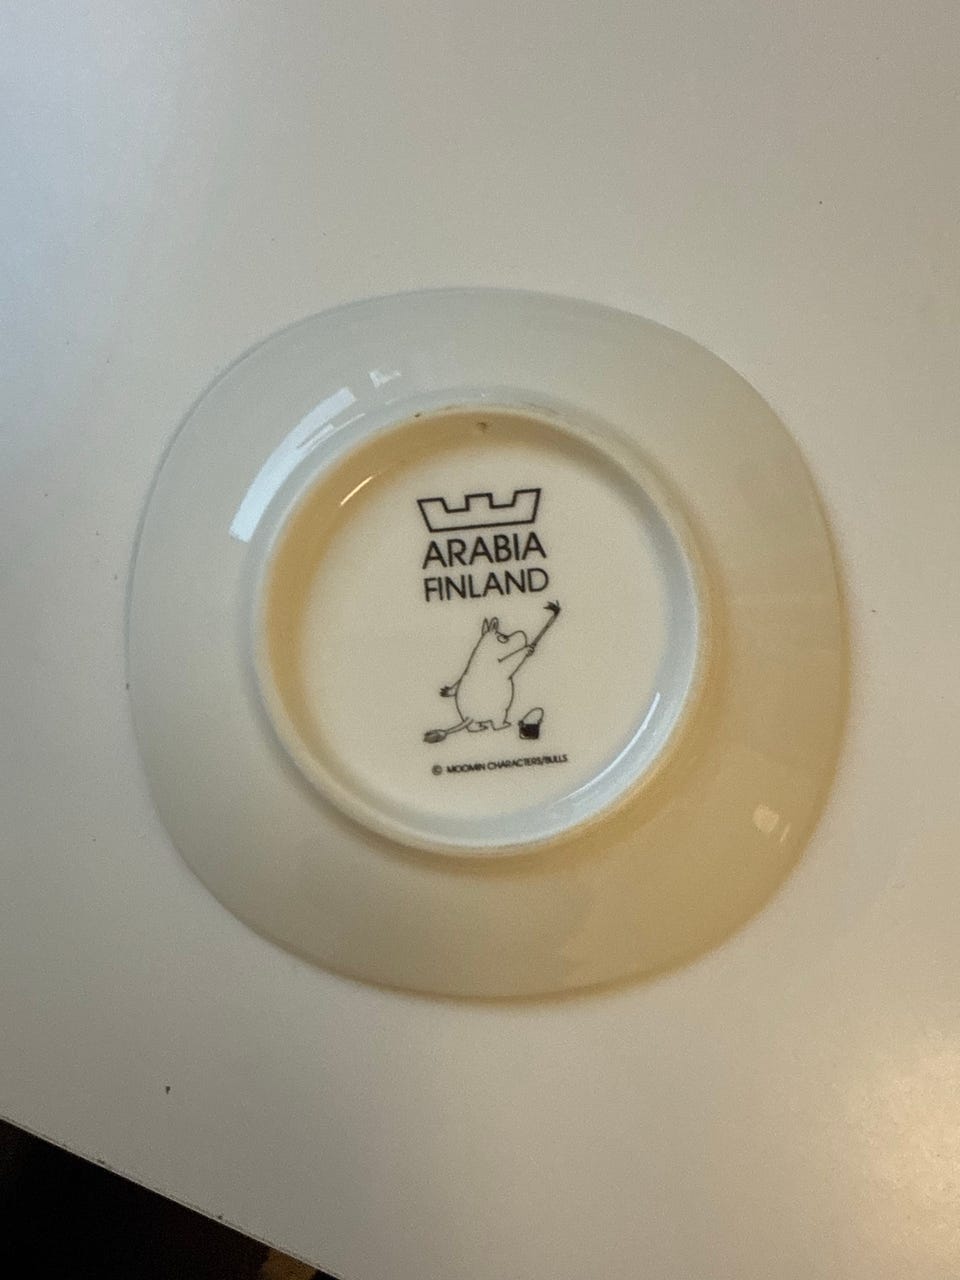 ARABIA
FINLAND
© MOOMIN CHARACTERS/BULLS